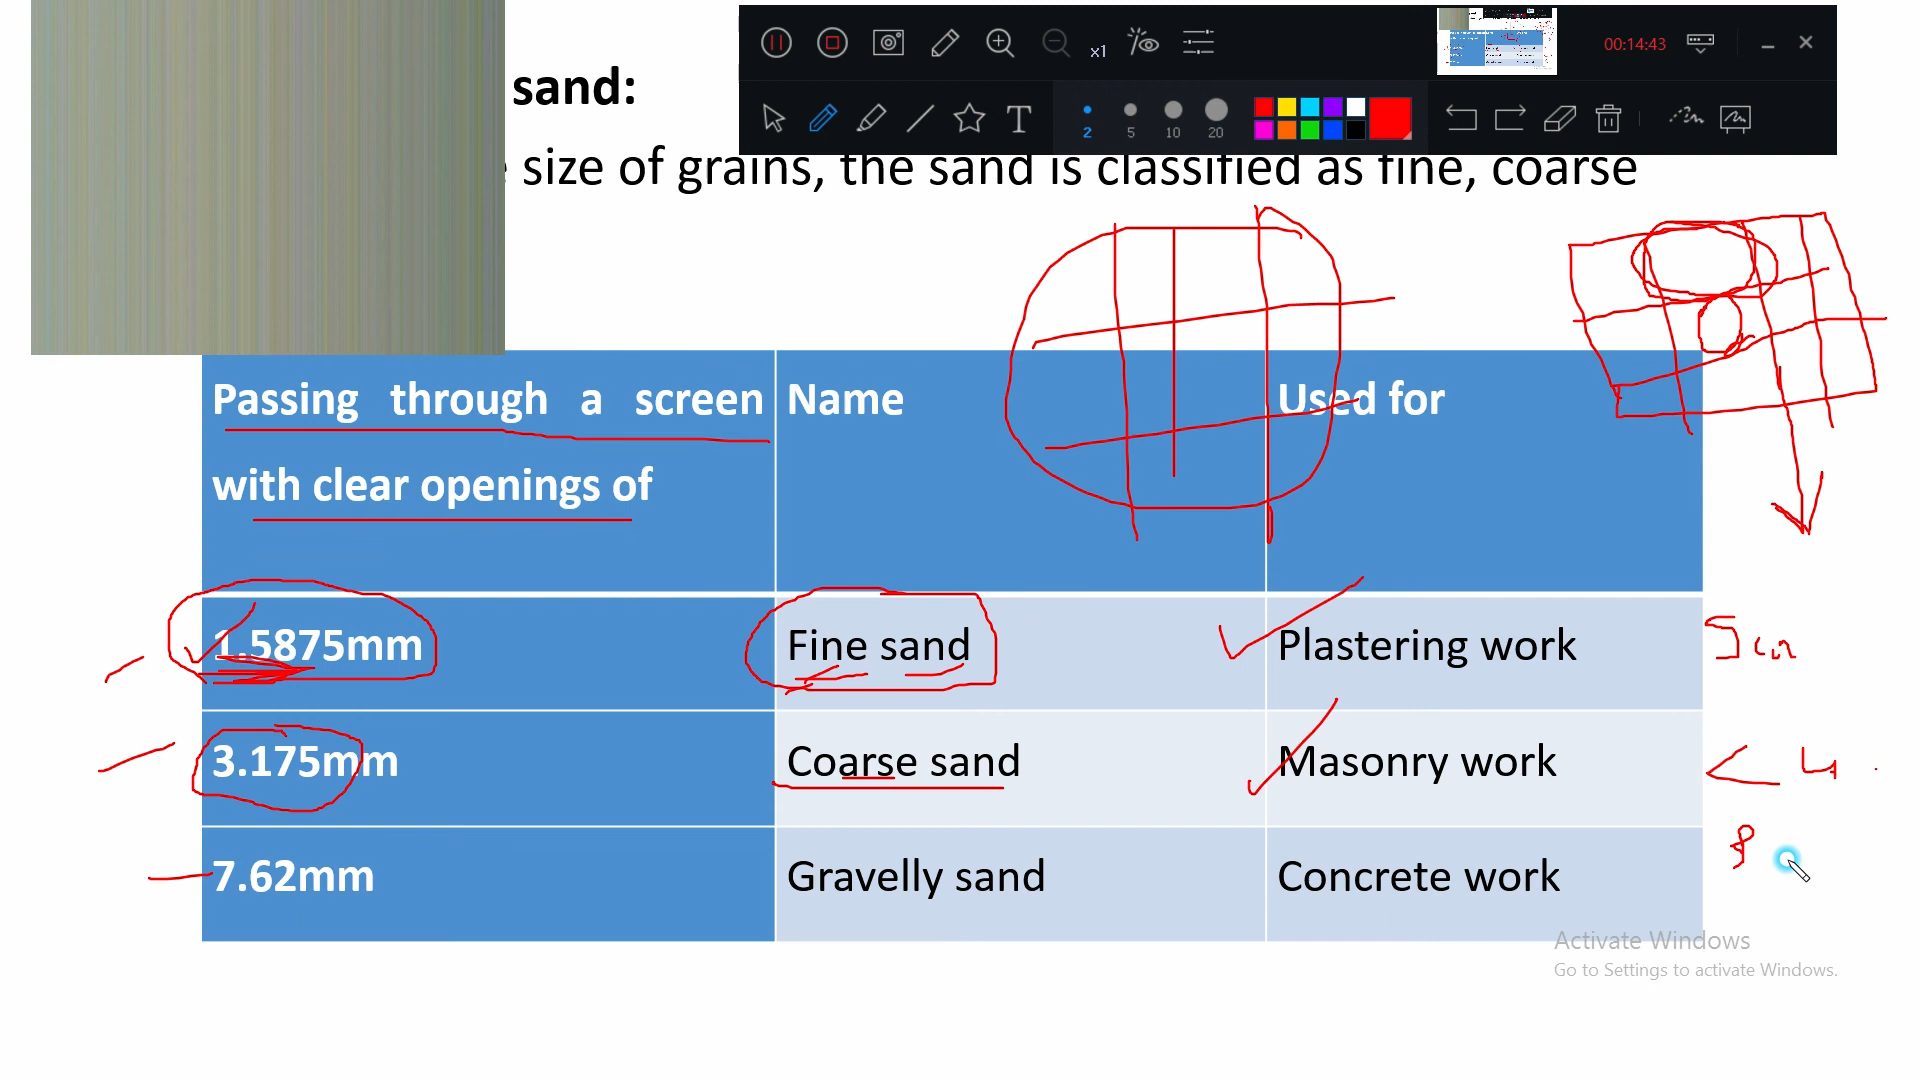 x1
00:14:43
T
2 5 10 20
sand:
size of grains, the sand is classified as fine, coarse
Passing through a screen with clear openings of
Name
Used for
1.5875mm
Fine sand
Plastering work
3.175mm
Coarse sand
Masonry work
7.62mm
Gravelly sand
Concrete work
Activate Windows
Go to Settings to activate Windows.